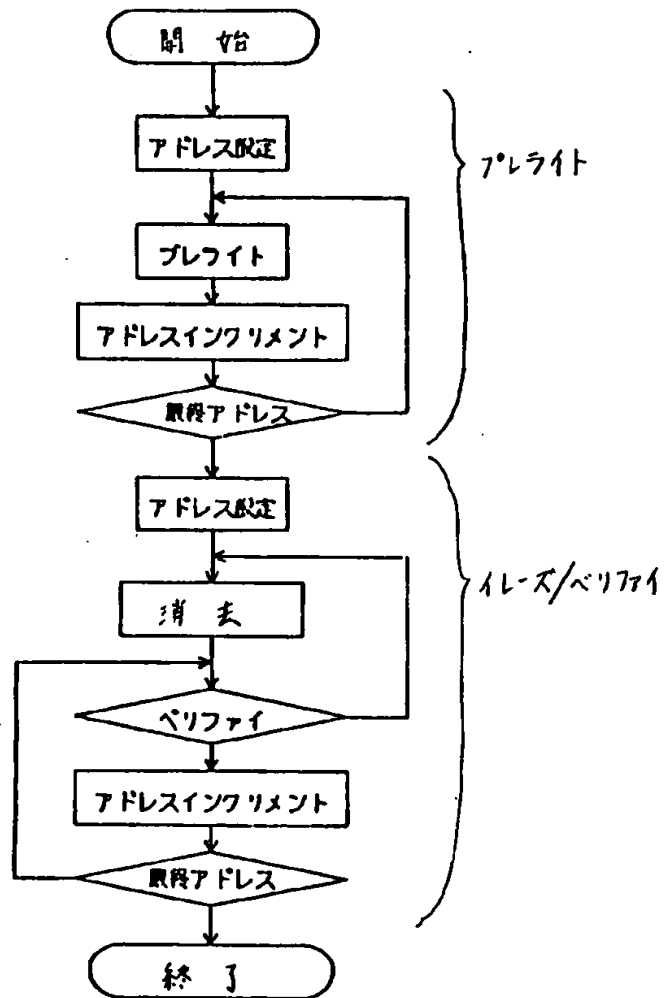 開始
アドレス設定
プレライト
プレライト
アドレスインクリメント
最終アドレス
アドレス設定
イレーズ/ベリファイ
消去
ベリファイ
アドレスインクリメント
最終アドレス
終了